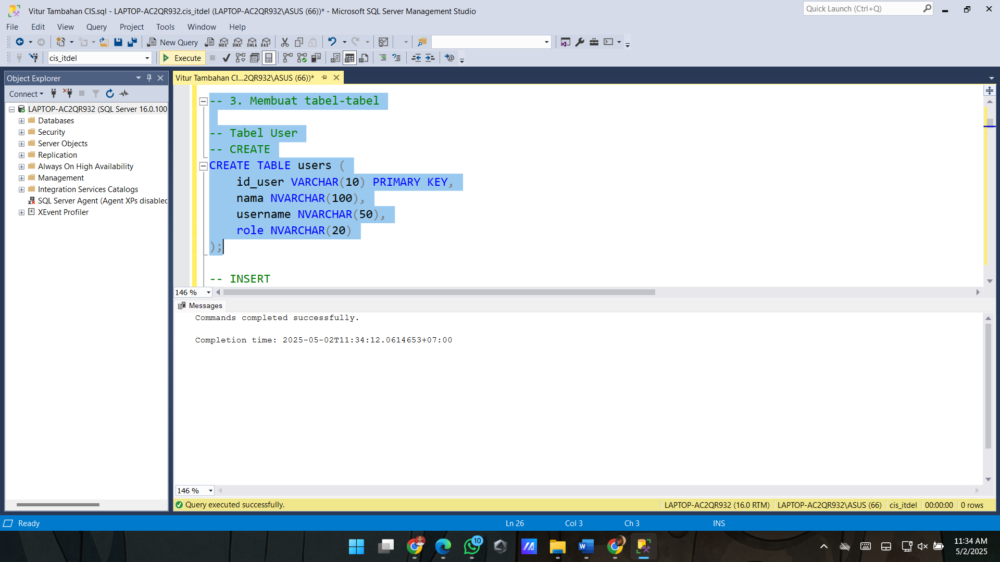 Vitur Tambahan CIS.sql - LAPTOP-AC2QR932.cis_itdel (LAPTOP-AC2QR932\ASUS (66))* - Microsoft SQL Server Management Studio
Quick Launch (Ctrl+Q)
File Edit View Query Project Tools Window Help
New Query MDX DMX XMLA DAX
cis_itdel
Execute
Object Explorer
Connect
LAPTOP-AC2QR932 (SQL Server 16.0.100
Databases
Security
Server Objects
Replication
Always On High Availability
Management
Integration Services Catalogs
SQL Server Agent (Agent XPs disabled
XEvent Profiler
Vitur Tambahan CI...2QR932\ASUS (66))*
-- 3. Membuat tabel-tabel
-- Tabel User
-- CREATE
CREATE TABLE users (
id_user VARCHAR(10) PRIMARY KEY,
nama NVARCHAR(100),
username NVARCHAR(50),
role NVARCHAR(20)
);
-- INSERT
146 %
Messages
Commands completed successfully.
Completion time: 2025-05-02T11:34:12.0614653+07:00
146 %
Query executed successfully.
LAPTOP-AC2QR932 (16.0 RTM) LAPTOP-AC2QR932\ASUS (66) cis_itdel 00:00:00 0 rows
Ready
Ln 26 Col 3 Ch 3 INS
10
11:34 AM
5/2/2025